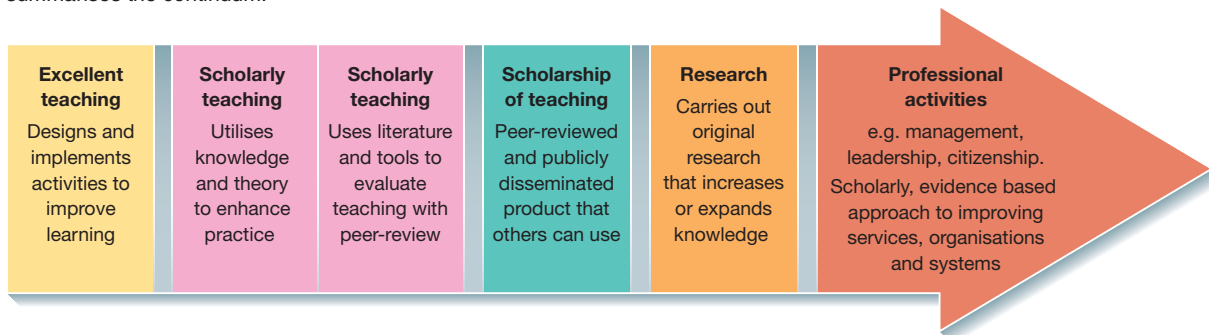 summarises the continuum.
Excellent
teaching
Designs and
implements
activities to
improve
learning
Scholarly
teaching
Utilises
knowledge
and theory
to enhance
practice
Scholarly
teaching
Uses literature
and tools to
evaluate
teaching with
peer-review
Scholarship
of teaching
Peer-reviewed
and publicly
disseminated
product that
others can use
Research
Carries out
original
research
that increases
or expands
knowledge
Professional
activities
e.g. management,
leadership, citizenship.
Scholarly, evidence based
approach to improving
services, organisations
and systems